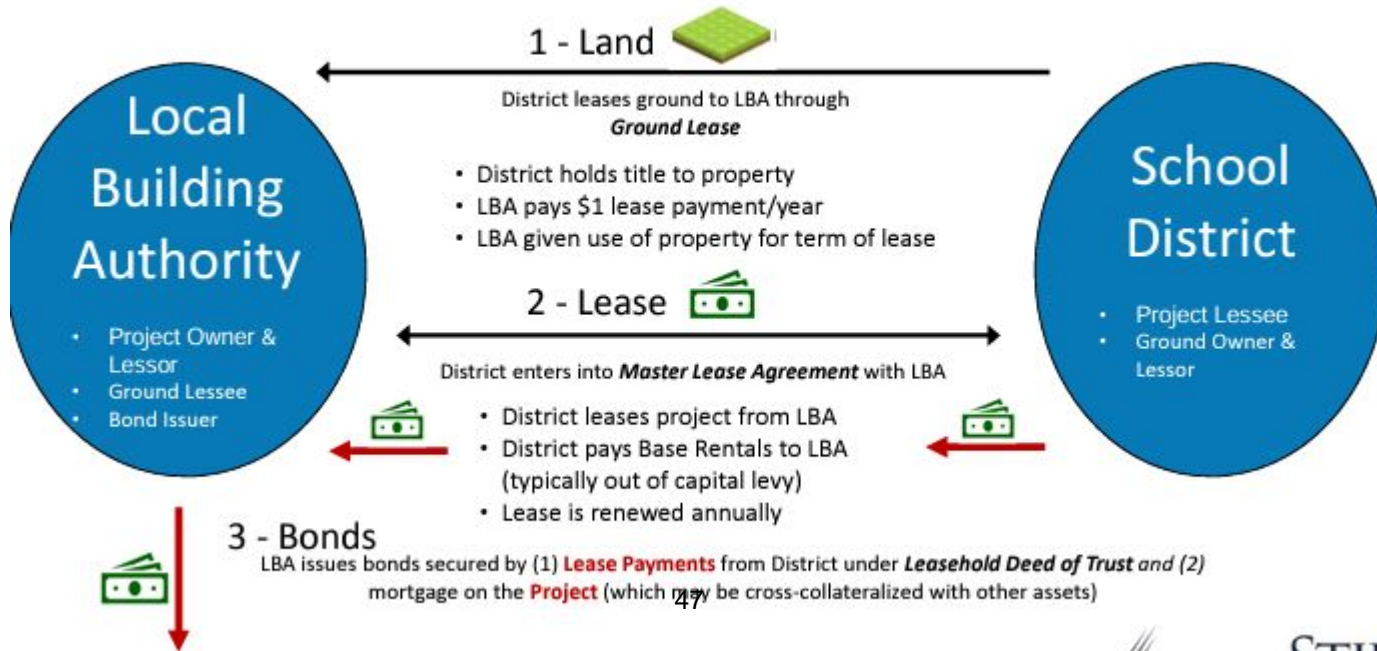 1 - Land
District leases ground to LBA through
Ground Lease
• District holds title to property
• LBA pays $1 lease payment/year
• LBA given use of property for term of lease
Local
Building
Authority
• Project Owner &
Lessor
• Ground Lessee
• Bond Issuer
School
District
• Project Lessee
• Ground Owner &
Lessor
2 - Lease
District enters into Master Lease Agreement with LBA
• District leases project from LBA
• District pays Base Rentals to LBA
(typically out of capital levy)
• Lease is renewed annually
3 - Bonds
LBA issues bonds secured by (1) Lease Payments from District under Leasehold Deed of Trust and (2)
mortgage on the Project (which may be cross-collateralized with other assets)
47